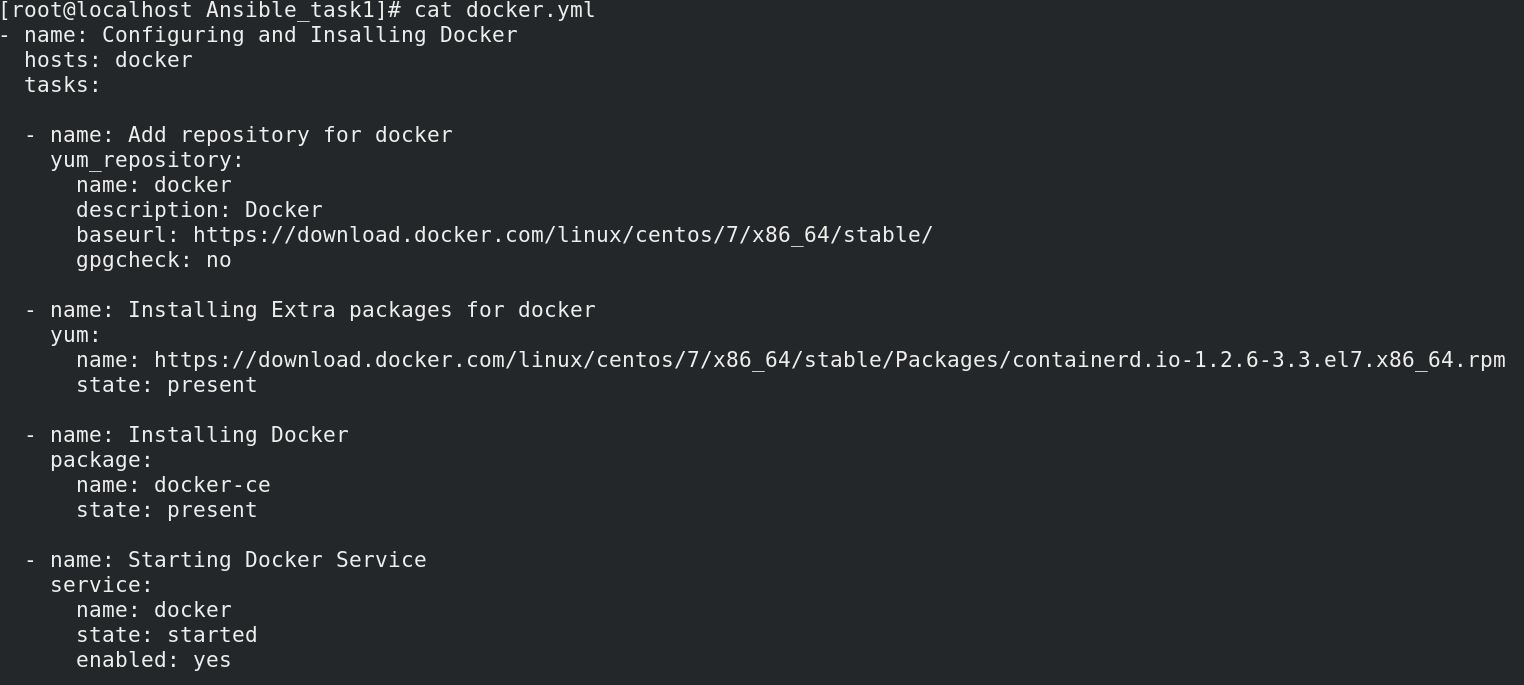 [root@localhost Ansible_task1]# cat docker.yml
- name: Configuring and Insalling Docker
  hosts: docker
  tasks:

  - name: Add repository for docker
    yum_repository:
      name: docker
      description: Docker
      baseurl: https://download.docker.com/linux/centos/7/x86_64/stable/
      gpgcheck: no

  - name: Installing Extra packages for docker
    yum:
      name: https://download.docker.com/linux/centos/7/x86_64/stable/Packages/containerd.io-1.2.6-3.3.el7.x86_64.rpm
      state: present

  - name: Installing Docker
    package:
      name: docker-ce
      state: present

  - name: Starting Docker Service
    service:
      name: docker
      state: started
      enabled: yes